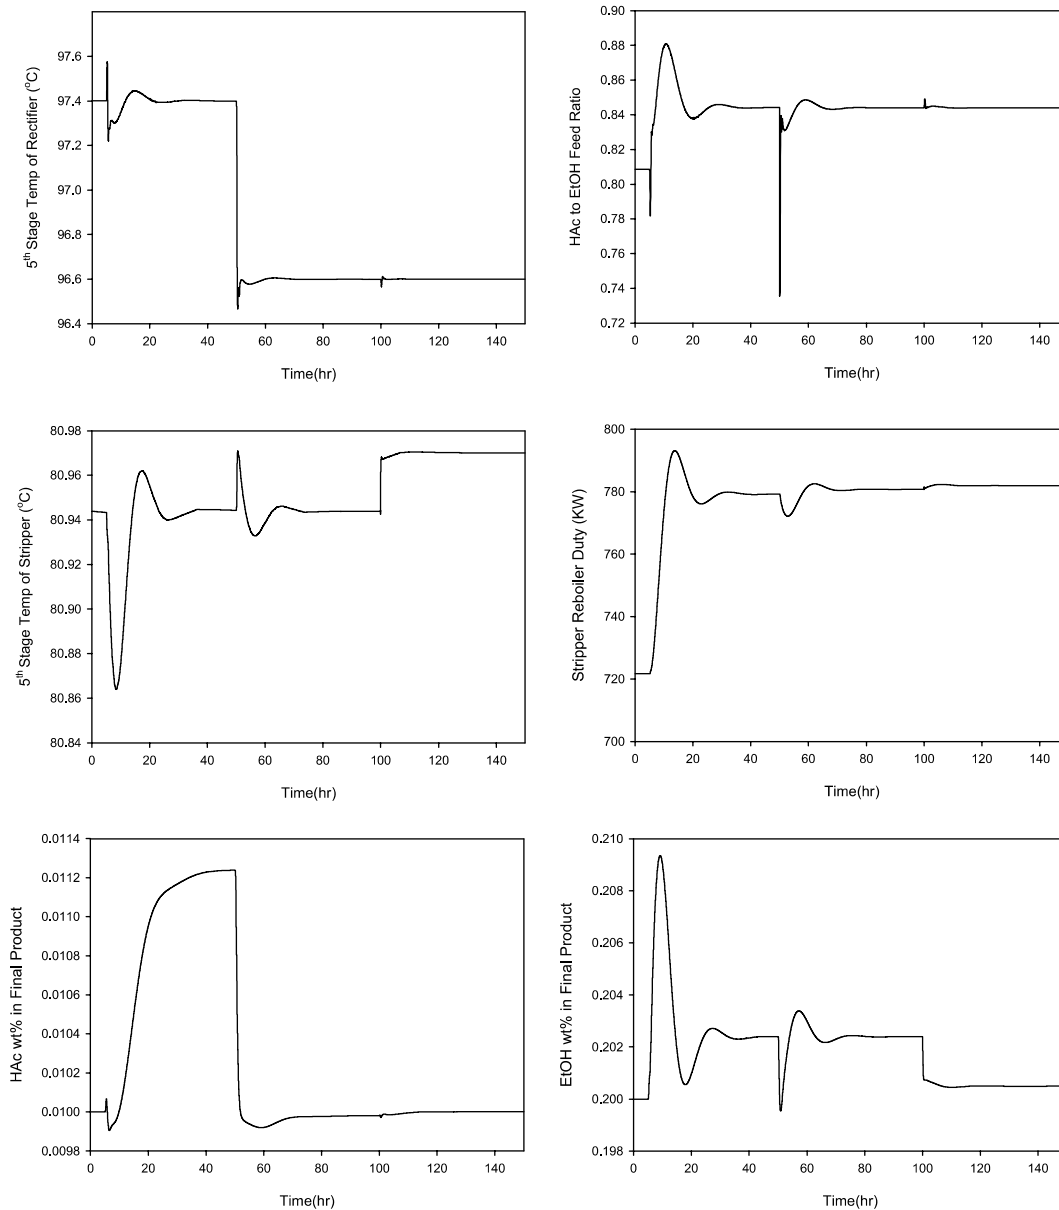 5th Stage Temp of Rectifier (°C)
97.6
97.4
97.2
97.0
96.8
96.6
96.4
0 20 40 60 80 100 120 140
Time(hr)
HAc to EtOH Feed Ratio
0.90
0.88
0.86
0.84
0.82
0.80
0.78
0.76
0.74
0.72
0 20 40 60 80 100 120 140
Time(hr)
5th Stage Temp of Stripper (°C)
80.98
80.96
80.94
80.92
80.90
80.88
80.86
80.84
0 20 40 60 80 100 120 140
Time(hr)
Stripper Reboiler Duty (KW)
800
780
760
740
720
700
0 20 40 60 80 100 120 140
Time(hr)
HAc wt% in Final Product
0.0114
0.0112
0.0110
0.0108
0.0106
0.0104
0.0102
0.0100
0.0098
0 20 40 60 80 100 120 140
Time(hr)
EtOH wt% in Final Product
0.210
0.208
0.206
0.204
0.202
0.200
0.198
0 20 40 60 80 100 120 140
Time(hr)